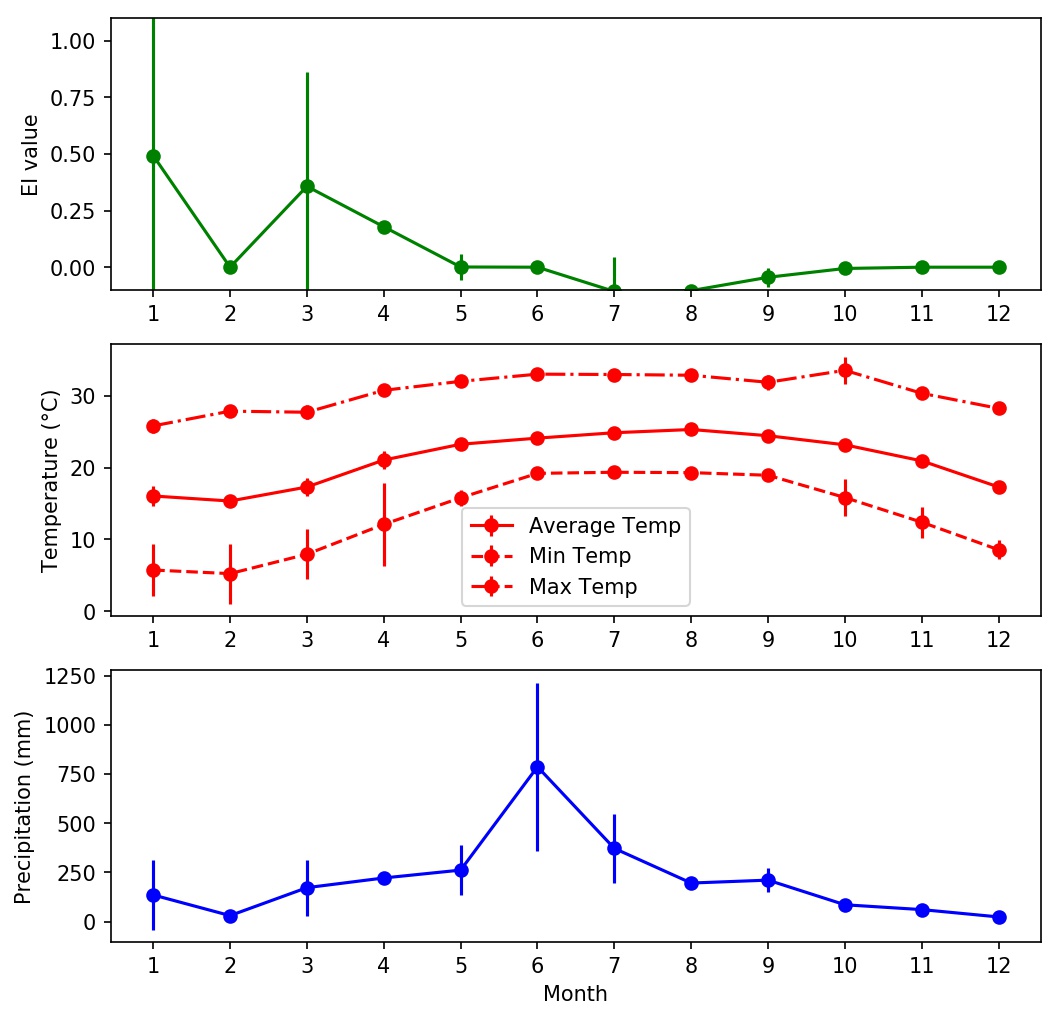 EI value
1.00
0.75
0.50
0.25
0.00
1 2 3 4 5 6 7 8 9 10 11 12
Temperature (°C)
30
20
10
0
Average Temp
Min Temp
Max Temp
1 2 3 4 5 6 7 8 9 10 11 12
Precipitation (mm)
1250
1000
750
500
250
0
1 2 3 4 5 6 7 8 9 10 11 12
Month